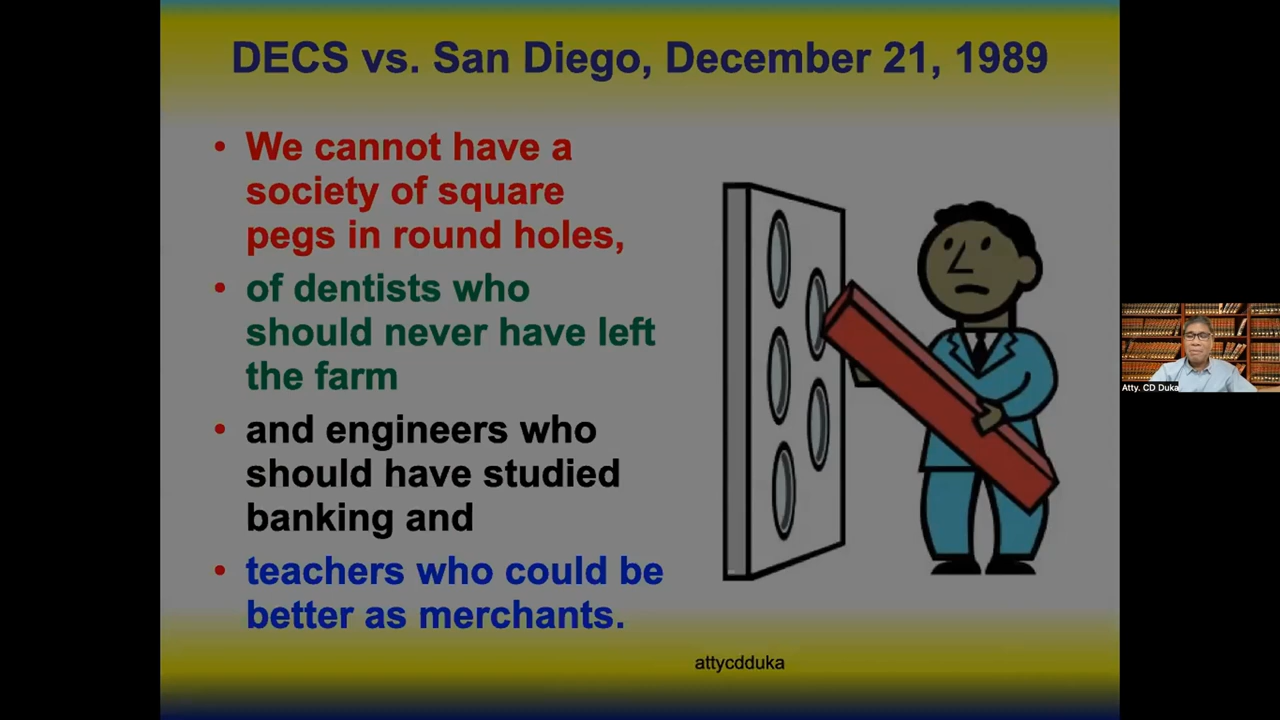 DECS vs. San Diego, December 21, 1989
• We cannot have a
society of square
pegs in round holes,
• of dentists who
should never have left
the farm
• and engineers who
should have studied
banking and
• teachers who could be
better as merchants.
attycdduka
Atty. CD Duka